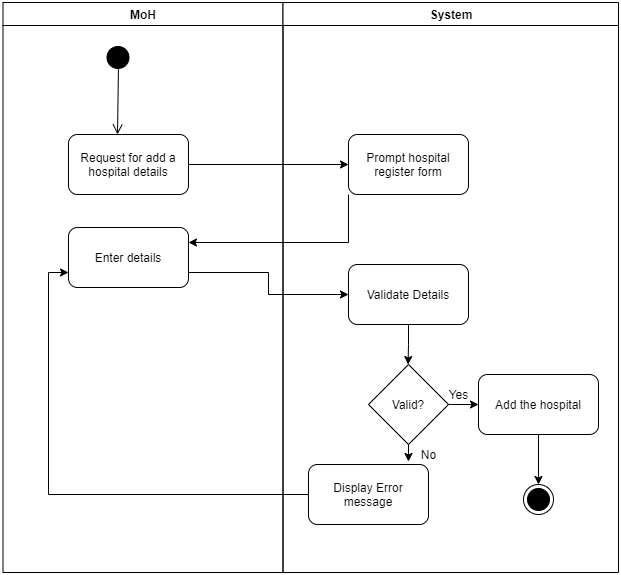 MoH
System
Request for add a
hospital details
Prompt hospital
register form
Enter details
Validate Details
Valid?
Yes
Add the hospital
No
Display Error
message